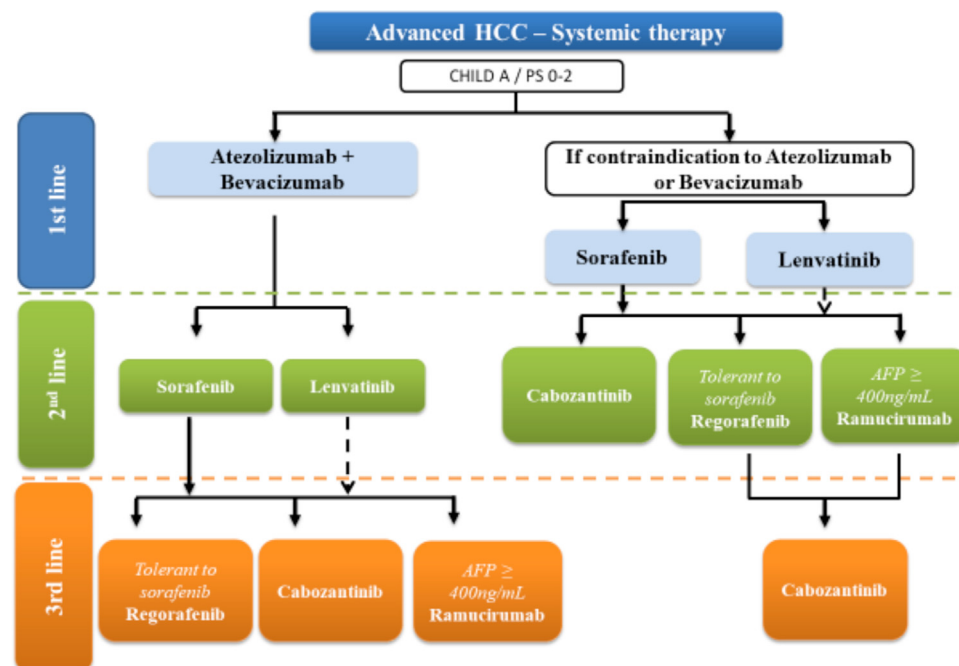 Advanced HCC – Systemic therapy
CHILD A / PS 0-2
1st line
Atezolizumab +
Bevacizumab
If contraindication to Atezolizumab
or Bevacizumab
Sorafenib
Lenvatinib
2nd line
Sorafenib
Lenvatinib
Cabozantinib
Tolerant to
sorafenib
Regorafenib
AFP ≥
400ng/mL
Ramucirumab
3rd line
Tolerant to
sorafenib
Regorafenib
Cabozantinib
AFP ≥
400ng/mL
Ramucirumab
Cabozantinib